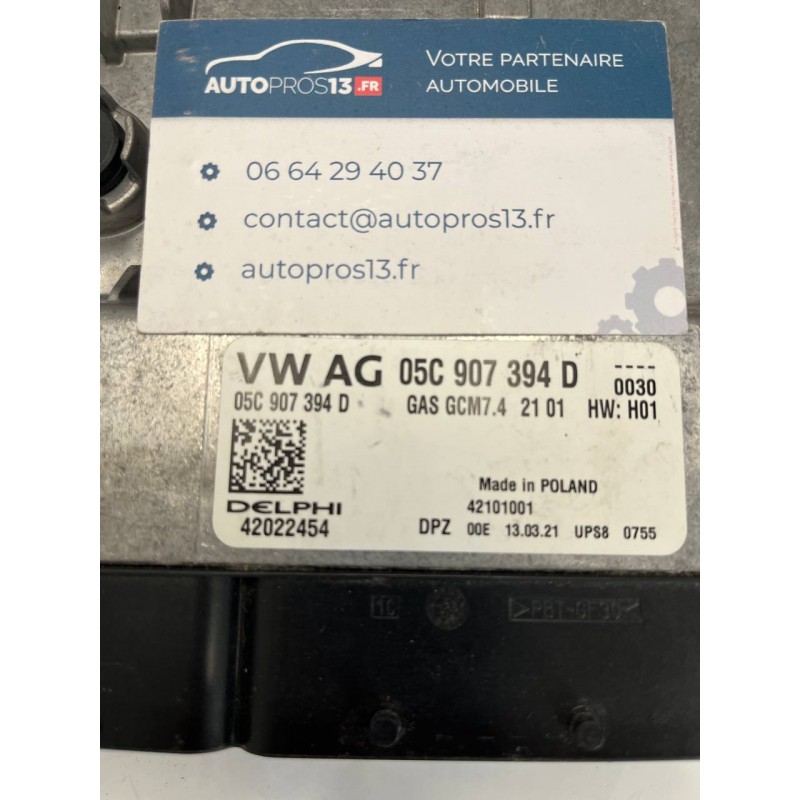 AUTOPROS13.FR
VOTRE PARTENAIRE
AUTOMOBILE
06 64 29 40 37
contact@autopros13.fr
autopros13.fr
VW AG 05C 907 394 D ----
0030
05C 907 394 D GAS GCM7.4 21 01 HW: H01
Made in POLAND
DELPHI 42101001
42022454 DPZ 00E 13.03.21 UPS8 0755
>PBT-GF30<